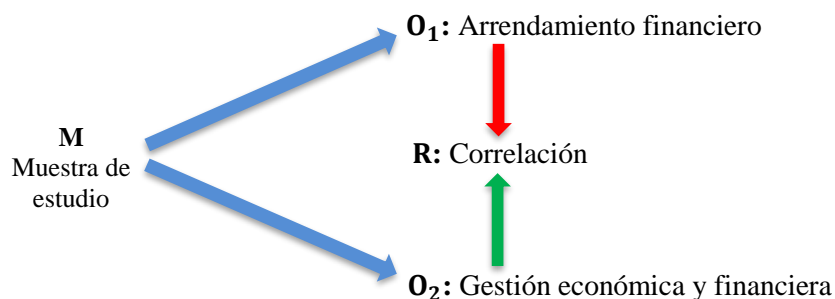 O₁: Arrendamiento financiero
M
Muestra de
estudio
R: Correlación
O₂: Gestión económica y financiera